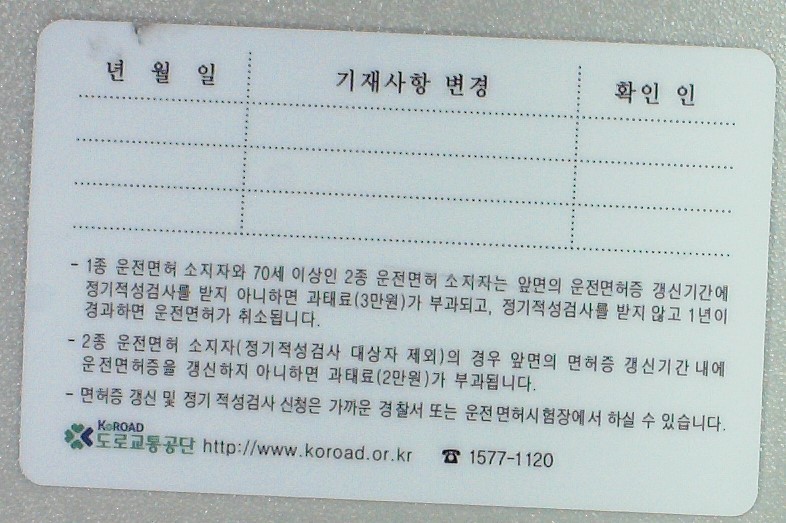 년 월 일 기재사항 변경 확인 인
- 1종 운전면허 소지자와 70세 이상인 2종 운전면허 소지자는 앞면의 운전면허증 갱신기간에
정기적성검사를 받지 아니하면 과태료(3만원)가 부과되고, 정기적성검사를 받지 않고 1년이
경과하면 운전면허가 취소됩니다.
- 2종 운전면허 소지자(정기적성검사 대상자 제외)의 경우 앞면의 면허증 갱신기간 내에
운전면허증을 갱신하지 아니하면 과태료(2만원)가 부과됩니다.
- 면허증 갱신 및 정기 적성검사 신청은 가까운 경찰서 또는 운전면허시험장에서 하실 수 있습니다.
KoROAD
도로교통공단 http://www.koroad.or.kr ☎ 1577-1120